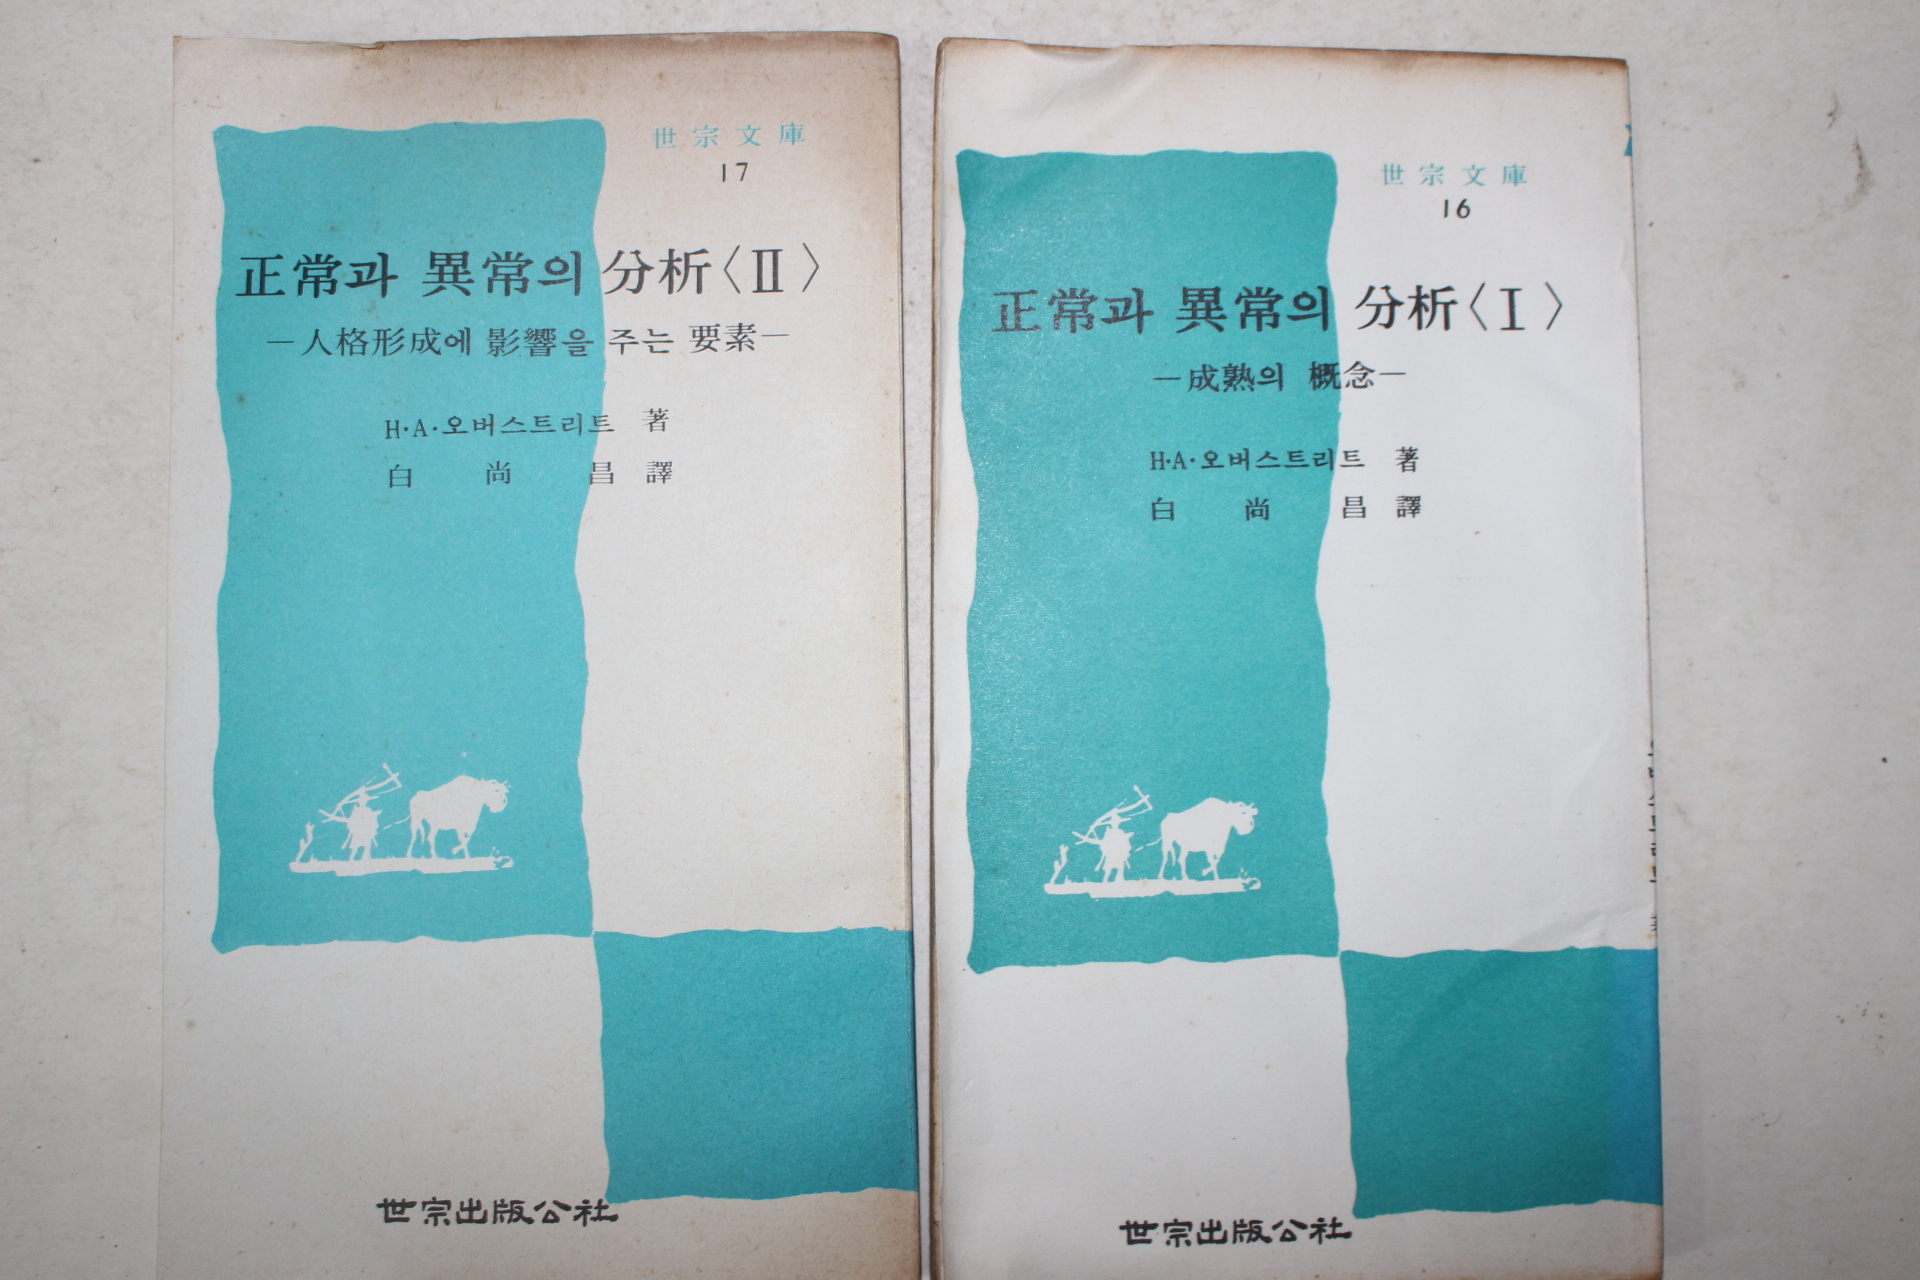 世宗文庫
17
正常과 異常의 分析〈Ⅱ〉
—人格形成에 影響을 주는 要素—
H·A·오버스트리트 著
白尙昌 譯
世宗出版公社
世宗文庫
16
正常과 異常의 分析〈Ⅰ〉
—成熟의 概念—
H·A·오버스트리트 著
白尙昌 譯
世宗出版公社